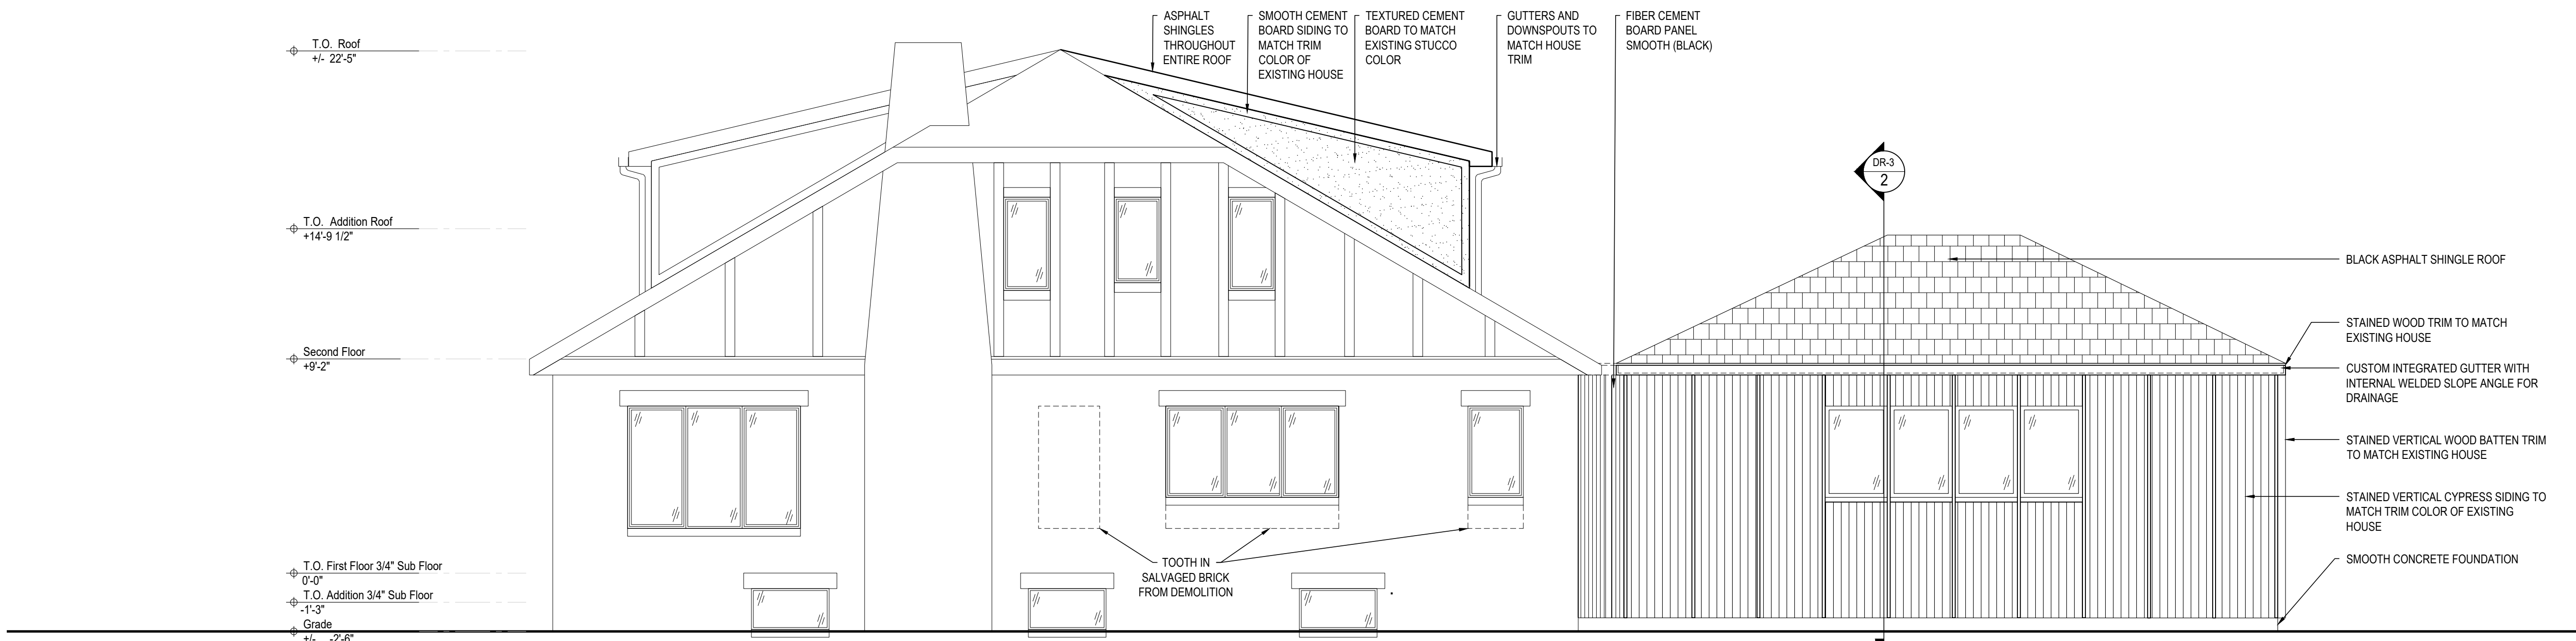 T.O. Roof
+/- 22'-5"
T.O. Addition Roof
+14'-9 1/2"
Second Floor
+9'-2"
T.O. First Floor 3/4" Sub Floor
0'-0"
T.O. Addition 3/4" Sub Floor
-1'-3"
Grade
+/- -2'-6"
ASPHALT
SHINGLES
THROUGHOUT
ENTIRE ROOF
SMOOTH CEMENT
BOARD SIDING TO
MATCH TRIM
COLOR OF
EXISTING HOUSE
TEXTURED CEMENT
BOARD TO MATCH
EXISTING STUCCO
COLOR
GUTTERS AND
DOWNSPOUTS TO
MATCH HOUSE
TRIM
FIBER CEMENT
BOARD PANEL
SMOOTH (BLACK)
DR-3
2
TOOTH IN
SALVAGED BRICK
FROM DEMOLITION
BLACK ASPHALT SHINGLE ROOF
STAINED WOOD TRIM TO MATCH
EXISTING HOUSE
CUSTOM INTEGRATED GUTTER WITH
INTERNAL WELDED SLOPE ANGLE FOR
DRAINAGE
STAINED VERTICAL WOOD BATTEN TRIM
TO MATCH EXISTING HOUSE
STAINED VERTICAL CYPRESS SIDING TO
MATCH TRIM COLOR OF EXISTING
HOUSE
SMOOTH CONCRETE FOUNDATION